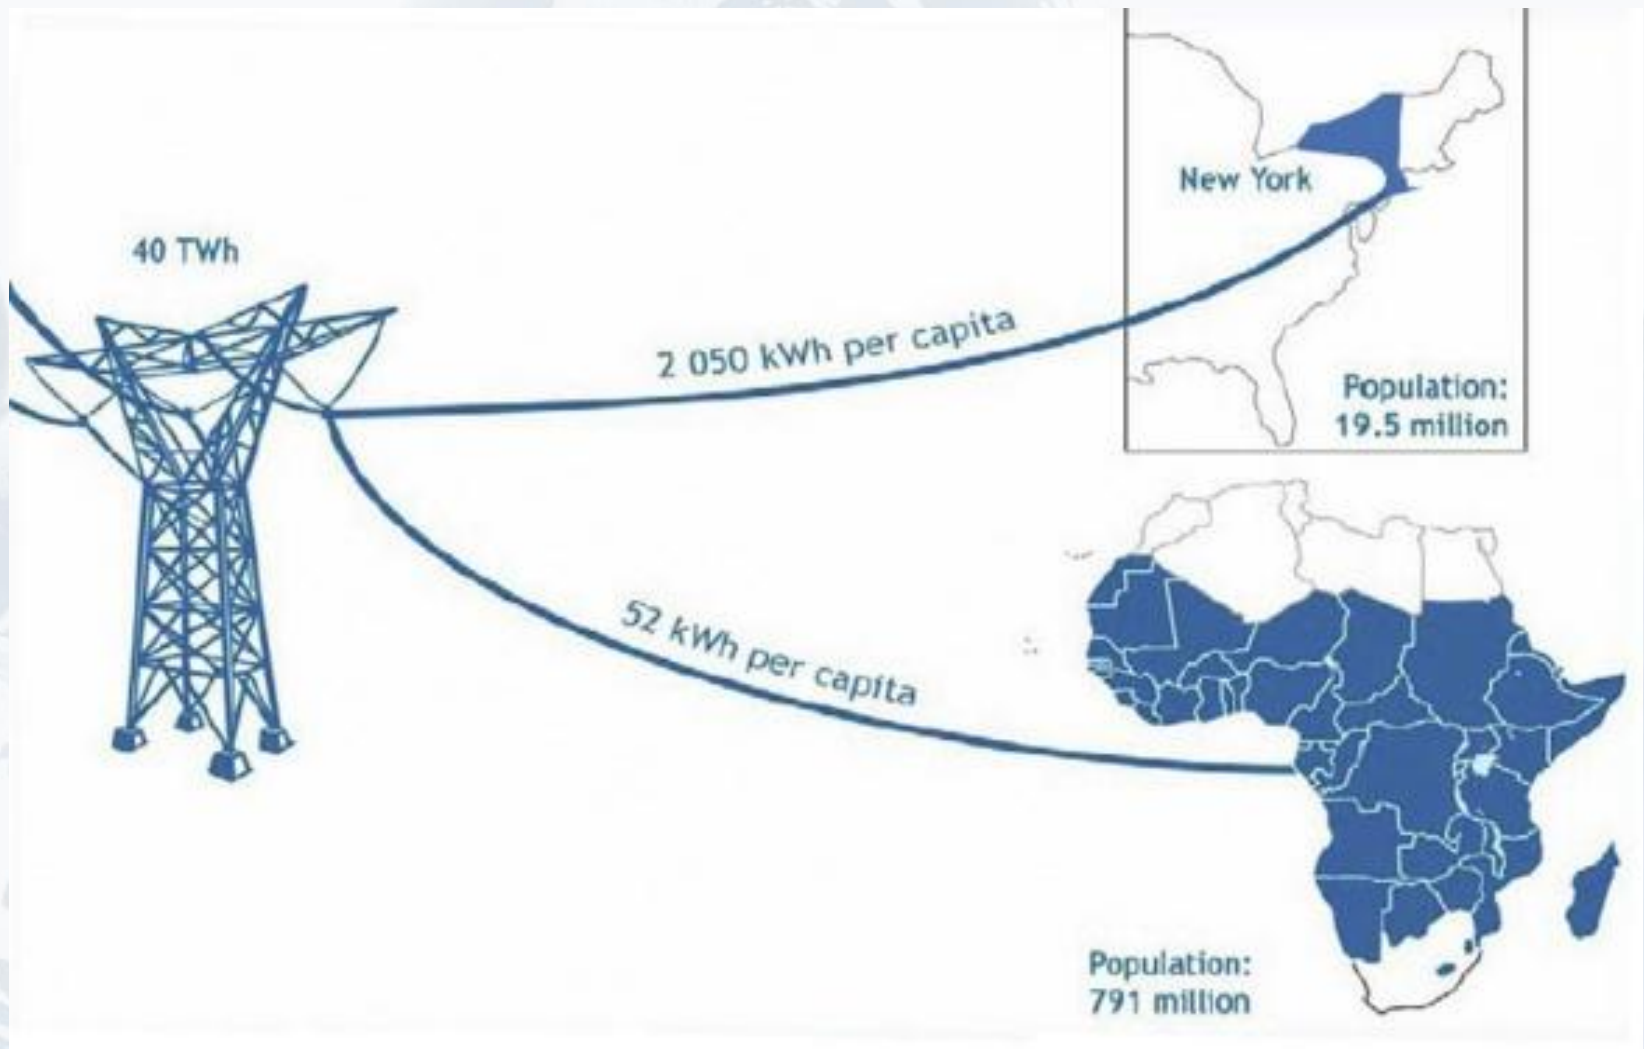 New York
40 TWh
2 050 kWh per capita
Population:
19.5 million
52 kWh per capita
Population:
791 million